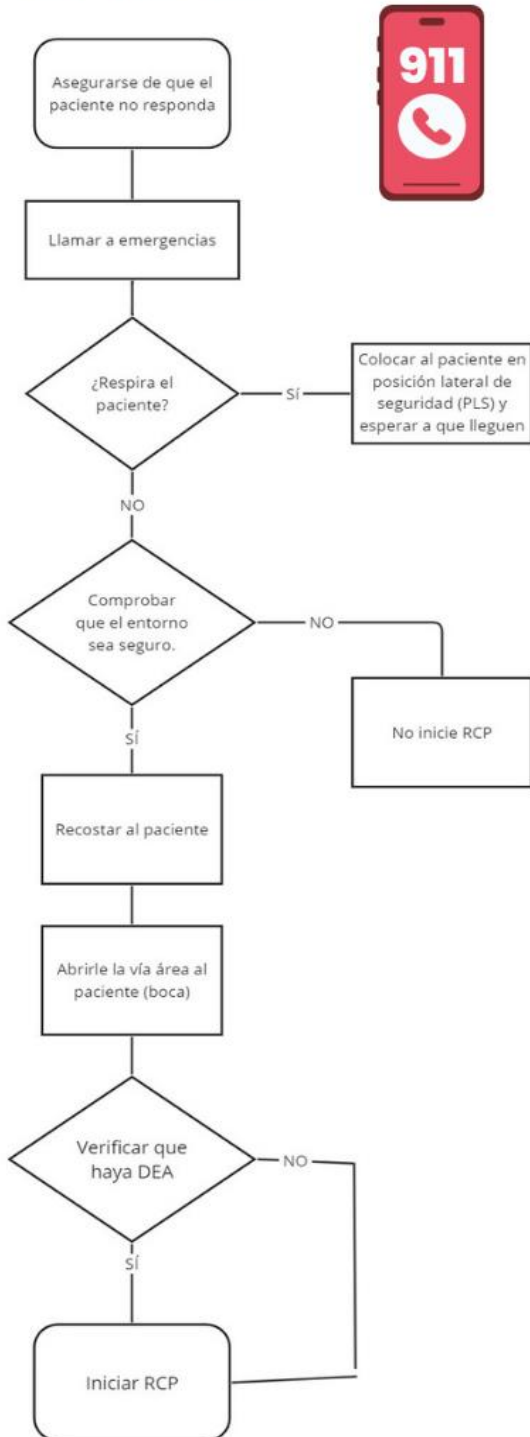 911
Asegurarse de que el
paciente no responda
Llamar a emergencias
¿Respira el
paciente?
Sí
Colocar al paciente en
posición lateral de
seguridad (PLS) y
esperar a que lleguen
NO
Comprobar
que el entorno
sea seguro.
NO
No inicie RCP
SÍ
Recostar al paciente
Abrirle la vía área al
paciente (boca)
Verificar que
haya DEA
NO
SÍ
Iniciar RCP